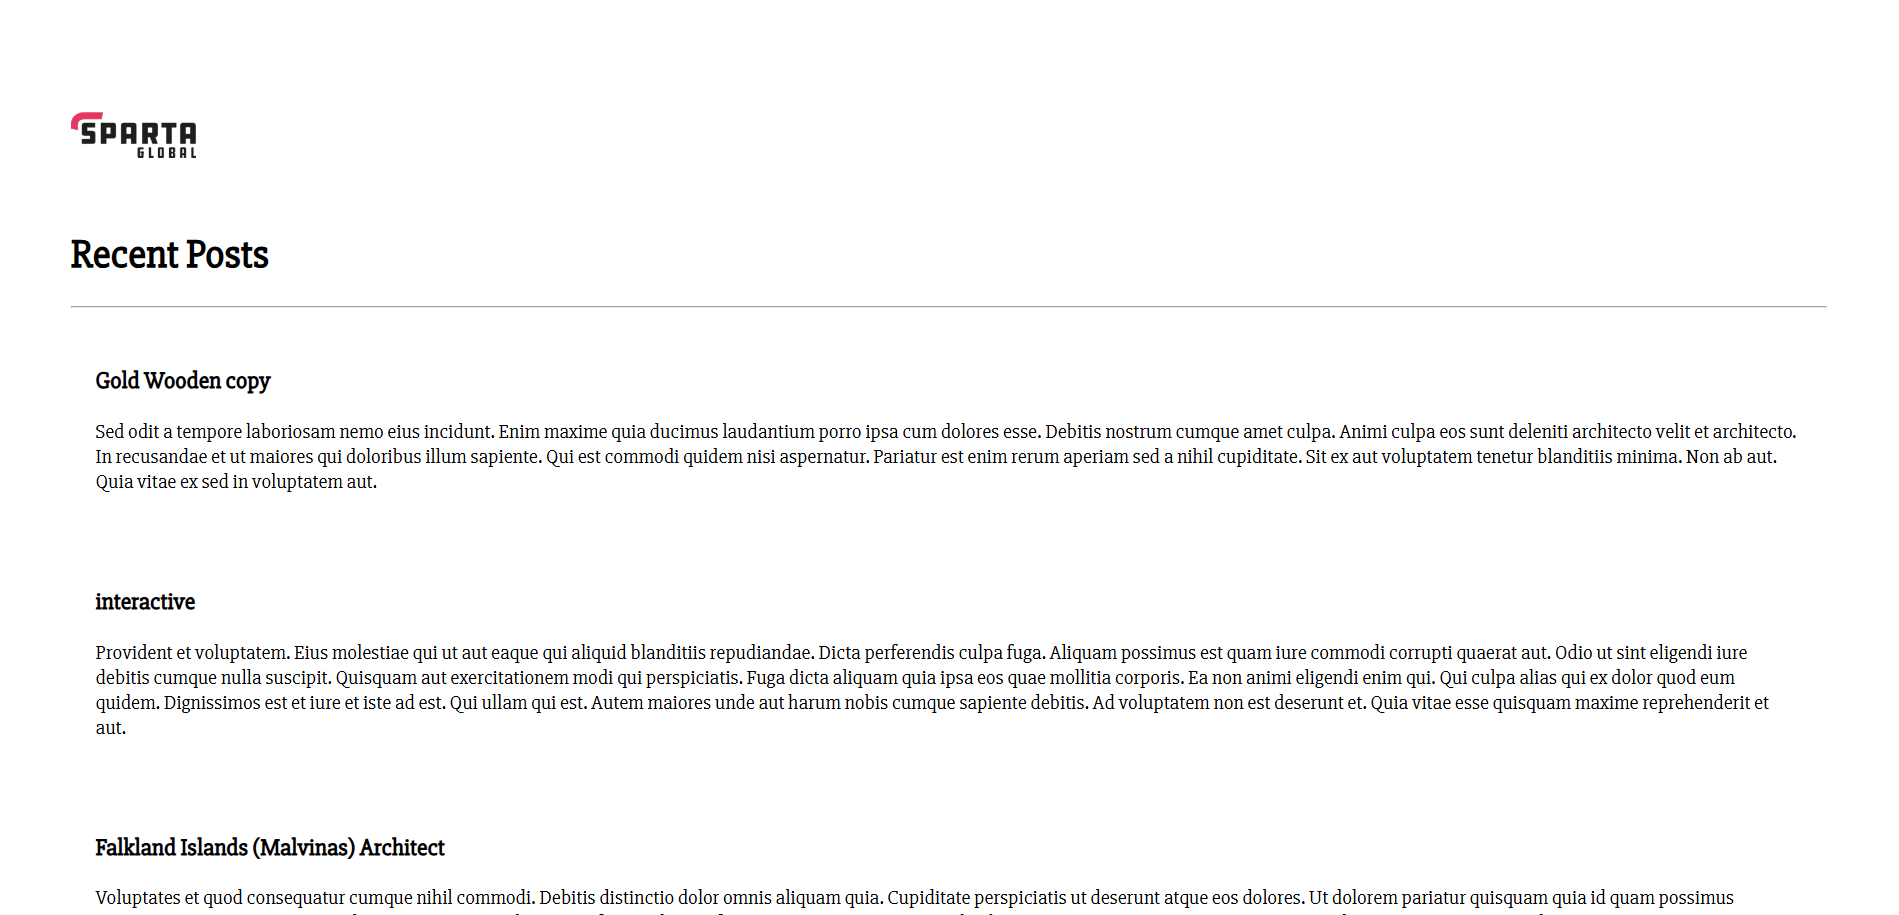 SPARTA
GLOBAL
Recent Posts
Gold Wooden copy
Sed odit a tempore laboriosam nemo eius incidunt. Enim maxime quia ducimus laudantium porro ipsa cum dolores esse. Debitis nostrum cumque amet culpa. Animi culpa eos sunt deleniti architecto velit et architecto.
In recusandae et ut maiores qui doloribus illum sapiente. Qui est commodi quidem nisi aspernatur. Pariatur est enim rerum aperiam sed a nihil cupiditate. Sit ex aut voluptatem tenetur blanditiis minima. Non ab aut.
Quia vitae ex sed in voluptatem aut.
interactive
Provident et voluptatem. Eius molestiae qui ut aut eaque qui aliquid blanditiis repudiandae. Dicta perferendis culpa fuga. Aliquam possimus est quam iure commodi corrupti quaerat aut. Odio ut sint eligendi iure
debitis cumque nulla suscipit. Quisquam aut exercitationem modi qui perspiciatis. Fuga dicta aliquam quia ipsa eos quae mollitia corporis. Ea non animi eligendi enim qui. Qui culpa alias qui ex dolor quod eum
quidem. Dignissimos est et iure et iste ad est. Qui ullam qui est. Autem maiores unde aut harum nobis cumque sapiente debitis. Ad voluptatem non est deserunt et. Quia vitae esse quisquam maxime reprehenderit et
aut.
Falkland Islands (Malvinas) Architect
Voluptates et quod consequatur cumque nihil commodi. Debitis distinctio dolor omnis aliquam quia. Cupiditate perspiciatis ut deserunt atque eos dolores. Ut dolorem pariatur quisquam quia id quam possimus